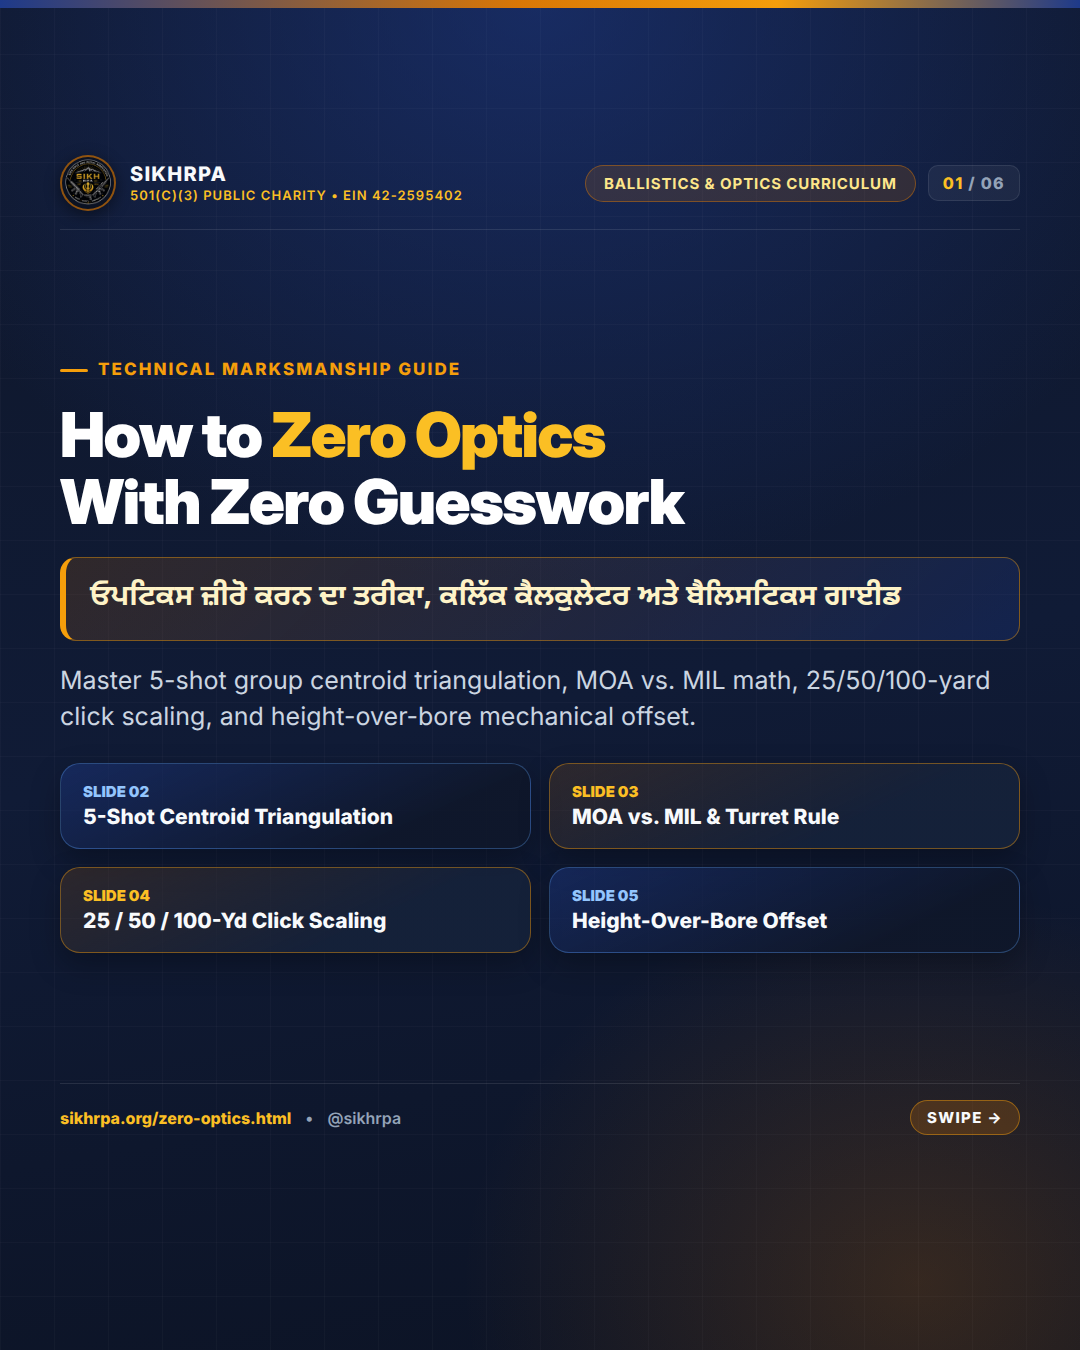 SIKH
SIKHRPA
501(C)(3) PUBLIC CHARITY • EIN 42-2595402
BALLISTICS & OPTICS CURRICULUM
01 / 06
TECHNICAL MARKSMANSHIP GUIDE
How to Zero Optics
With Zero Guesswork
ਓਪਟਿਕਸ ਜ਼ੀਰੋ ਕਰਨ ਦਾ ਤਰੀਕਾ, ਕਲਿੱਕ ਕੈਲਕੁਲੇਟਰ ਅਤੇ ਬੈਲਿਸਟਿਕਸ ਗਾਈਡ
Master 5-shot group centroid triangulation, MOA vs. MIL math, 25/50/100-yard
click scaling, and height-over-bore mechanical offset.
SLIDE 02
5-Shot Centroid Triangulation
SLIDE 03
MOA vs. MIL & Turret Rule
SLIDE 04
25 / 50 / 100-Yd Click Scaling
SLIDE 05
Height-Over-Bore Offset
sikhrpa.org/zero-optics.html • @sikhrpa
SWIPE →